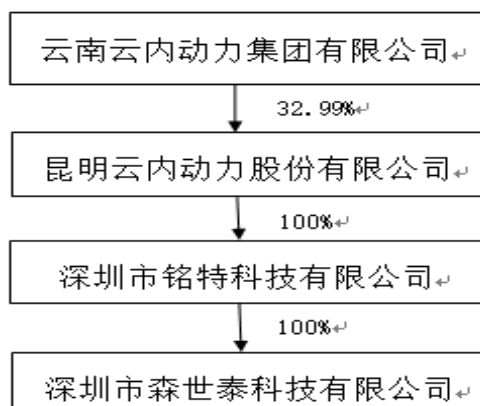 云南云内动力集团有限公司
32.99%
昆明云内动力股份有限公司
100%
深圳市铭特科技有限公司
100%
深圳市森世泰科技有限公司